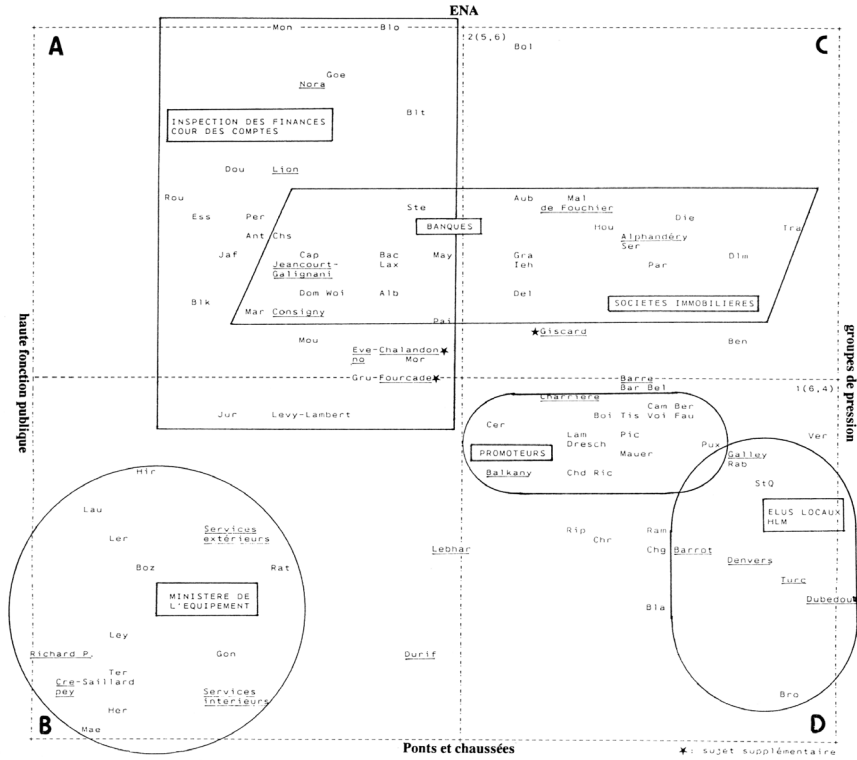 ENA
A
C
Mon Blo
2(5,6)
Bol
Goe
Nora
Blt
INSPECTION DES FINANCES
COUR DES COMPTES
Dou Lion
Rou
Aub Mal
Ste
de Fouchier
Ess Per
Die
BANQUES
Hou
Tra
Ant Chs
Alphandéry
Ser
Jaf Cap Bac May Gra Dlm
Jeancourt- Lax Ieh Par
Galignani
Dom Woi Alb Del
Blk
SOCIETES IMMOBILIERES
Mar Consigny
Pai
★Giscard
Mou
Ben
Eve-Chalandon★
no Mor
haute fonction publique
groupes de pression
Gru-Fourcade★
Barre
Bar Bel
1(6,4)
Charrière
Cam Ber
Jur Levy-Lambert
Boi Tis Voi Fau
Cer
Lam Pic
Ver
Dresch
Pux
PROMOTEURS
Mauer
Galley
Rab
Hir
Balkany Chd Ric
StQ
Lau
ELUS LOCAUX
HLM
Services
extérieurs
Ler
Rip Ram
Chr
Lebhar
Chg Barrot
Denvers
Boz Rat
Turc
MINISTERE DE
L'EQUIPEMENT
Dubedou
Bla
Ley
Richard P. Gon
Durif
Ter
Cre-Saillard
pey
Services
intérieurs
Bro
Her
B
D
Mae
Ponts et chaussées
★: sujet supplémentaire